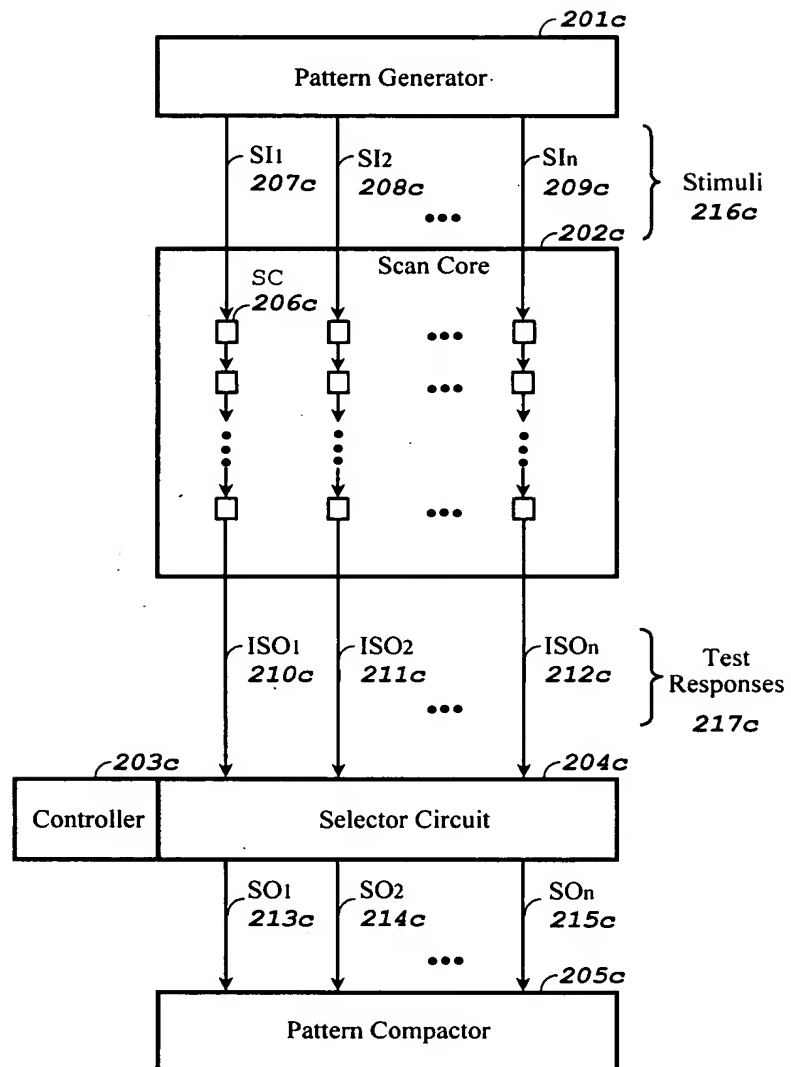 201c
Pattern Generator
SI1
207c
SI2
208c
SIn
209c
Stimuli
216c
202c
Scan Core
SC
206c
ISO1
210c
ISO2
211c
ISOn
212c
Test
Responses
217c
203c
204c
Controller
Selector Circuit
SO1
213c
SO2
214c
SOn
215c
205c
Pattern Compactor